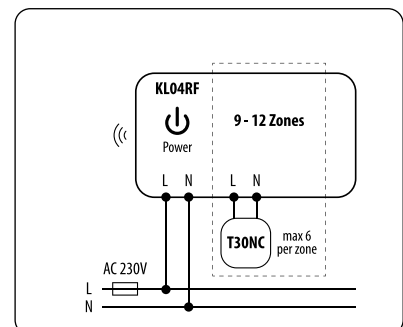 KL04RF
9 - 12 Zones
Power
L N L N
T30NC
max 6
per zone
AC 230V
L
N